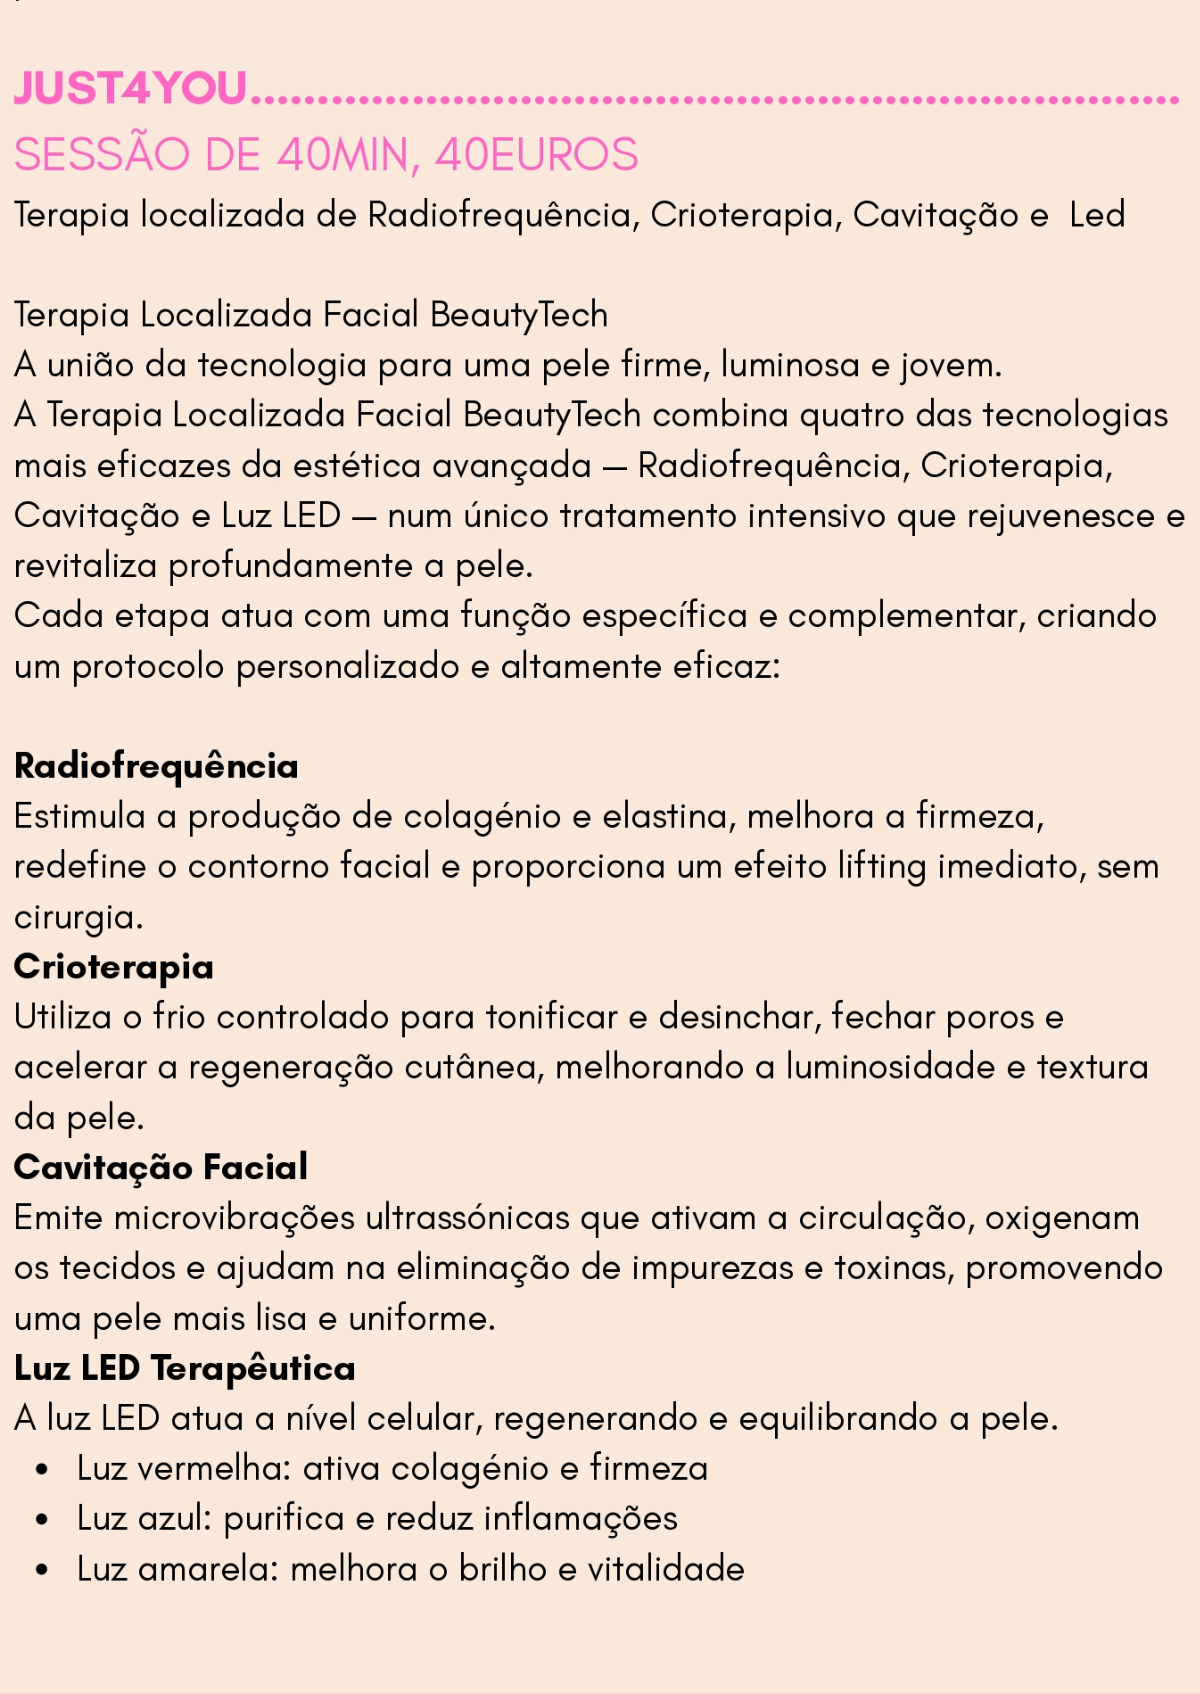 JUST4YOU.......................................................................
SESSÃO DE 40MIN, 40EUROS
Terapia localizada de Radiofrequência, Crioterapia, Cavitação e  Led
Terapia Localizada Facial BeautyTech
A união da tecnologia para uma pele firme, luminosa e jovem.
A Terapia Localizada Facial BeautyTech combina quatro das tecnologias
mais eficazes da estética avançada — Radiofrequência, Crioterapia,
Cavitação e Luz LED — num único tratamento intensivo que rejuvenesce e
revitaliza profundamente a pele.
Cada etapa atua com uma função específica e complementar, criando
um protocolo personalizado e altamente eficaz:
Radiofrequência
Estimula a produção de colagénio e elastina, melhora a firmeza,
redefine o contorno facial e proporciona um efeito lifting imediato, sem
cirurgia.
Crioterapia
Utiliza o frio controlado para tonificar e desinchar, fechar poros e
acelerar a regeneração cutânea, melhorando a luminosidade e textura
da pele.
Cavitação Facial
Emite microvibrações ultrassónicas que ativam a circulação, oxigenam
os tecidos e ajudam na eliminação de impurezas e toxinas, promovendo
uma pele mais lisa e uniforme.
Luz LED Terapêutica
A luz LED atua a nível celular, regenerando e equilibrando a pele.
• Luz vermelha: ativa colagénio e firmeza
• Luz azul: purifica e reduz inflamações
• Luz amarela: melhora o brilho e vitalidade